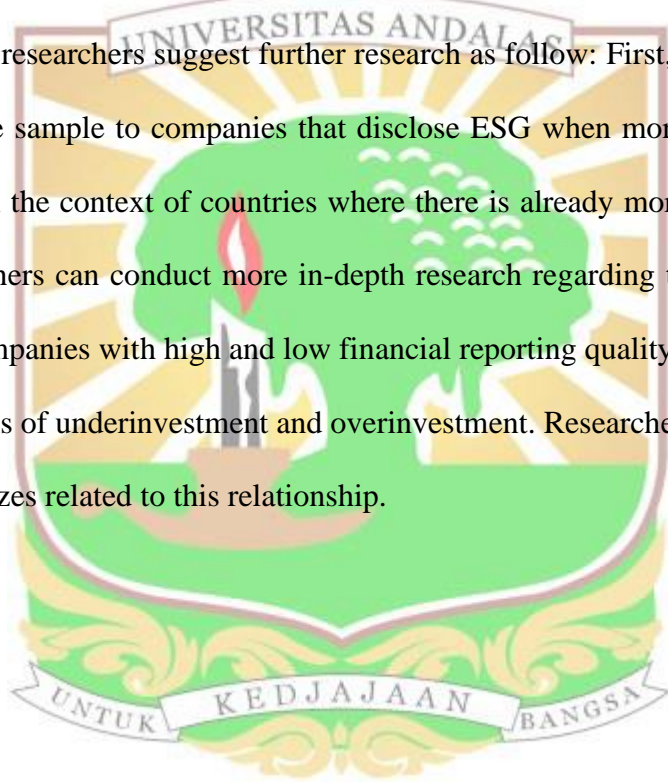 UNIVERSITAS ANDALAS
researchers suggest further research as follow: First,
e sample to companies that disclose ESG when mor
the context of countries where there is already mor
ners can conduct more in-depth research regarding t
mpanies with high and low financial reporting quality
s of underinvestment and overinvestment. Researche
zes related to this relationship.
UNTUK KEDJAJAAN BANGSA